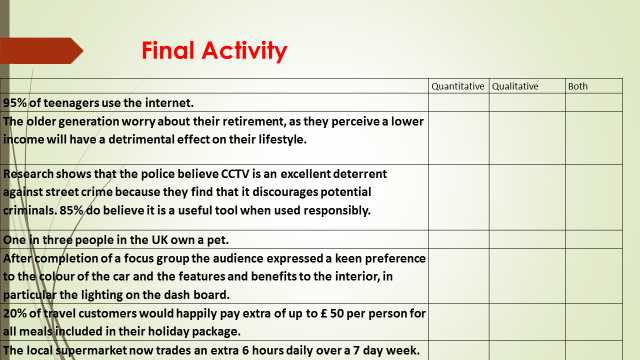 Final Activity
Quantitative Qualitative Both
95% of teenagers use the internet.
The older generation worry about their retirement, as they perceive a lower
income will have a detrimental effect on their lifestyle.
Research shows that the police believe CCTV is an excellent deterrent
against street crime because they find that it discourages potential
criminals. 85% do believe it is a useful tool when used responsibly.
One in three people in the UK own a pet.
After completion of a focus group the audience expressed a keen preference
to the colour of the car and the features and benefits to the interior, in
particular the lighting on the dash board.
20% of travel customers would happily pay extra of up to £ 50 per person for
all meals included in their holiday package.
The local supermarket now trades an extra 6 hours daily over a 7 day week.